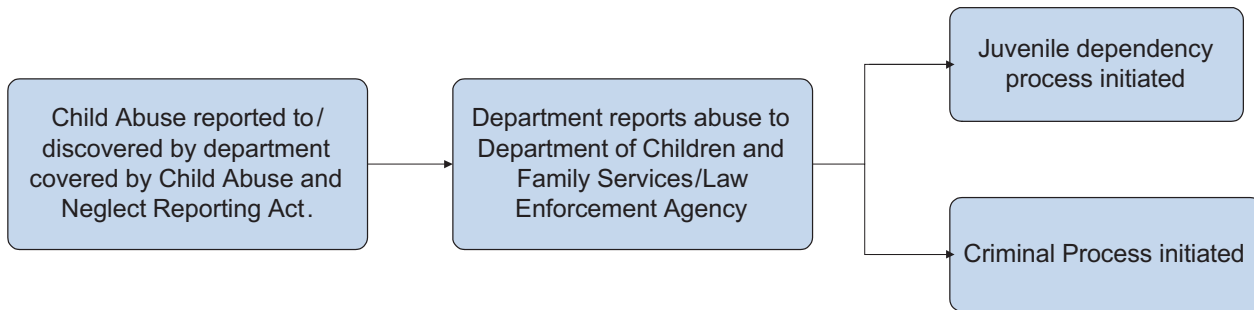 Child Abuse reported to/
discovered by department
covered by Child Abuse and
Neglect Reporting Act.
Department reports abuse to
Department of Children and
Family Services/Law
Enforcement Agency
Juvenile dependency
process initiated
Criminal Process initiated